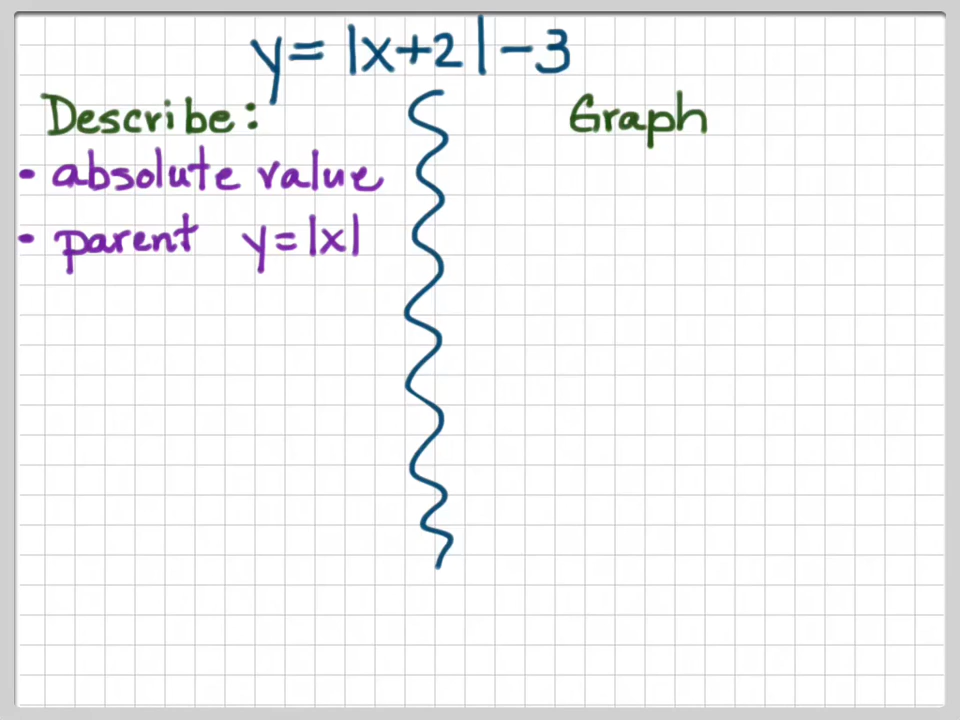 y = |x+2| - 3
Describe:
Graph
- absolute value
- parent y = |x|